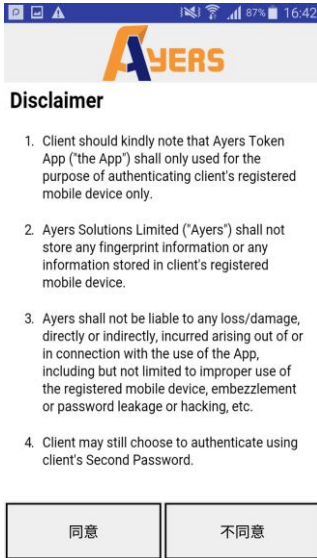 87% 16:42
AYERS
Disclaimer
1. Client should kindly note that Ayers Token
App ("the App") shall only used for the
purpose of authenticating client's registered
mobile device only.
2. Ayers Solutions Limited ("Ayers") shall not
store any fingerprint information or any
information stored in client's registered
mobile device.
3. Ayers shall not be liable to any loss/damage,
directly or indirectly, incurred arising out of or
in connection with the use of the App,
including but not limited to improper use of
the registered mobile device, embezzlement
or password leakage or hacking, etc.
4. Client may still choose to authenticate using
client's Second Password.
同意 不同意